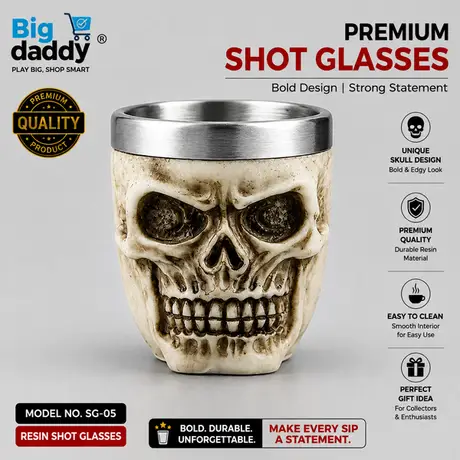 Big
daddy®
PLAY BIG, SHOP SMART
PREMIUM
SHOT GLASSES
Bold Design | Strong Statement
PREMIUM
QUALITY
PRODUCT
UNIQUE
SKULL DESIGN
Bold & Edgy Look
PREMIUM
QUALITY
Durable Resin
Material
EASY TO CLEAN
Smooth Interior
for Easy Use
PERFECT
GIFT IDEA
For Collectors
& Enthusiasts
MODEL NO. SG-05
RESIN SHOT GLASSES
BOLD. DURABLE.
UNFORGETTABLE.
MAKE EVERY SIP
A STATEMENT.